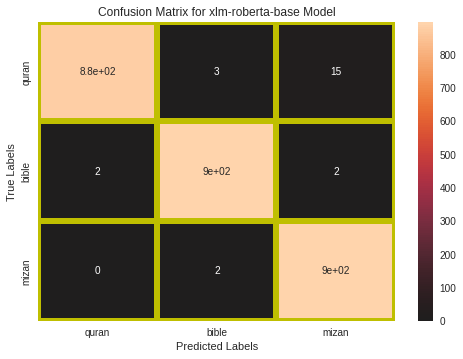 Confusion Matrix for xlm-roberta-base Model
quran 8.8e+02 3 15
bible 2 9e+02 2
mizan 0 2 9e+02
True Labels
quran bible mizan
Predicted Labels
800
700
600
500
400
300
200
100
0